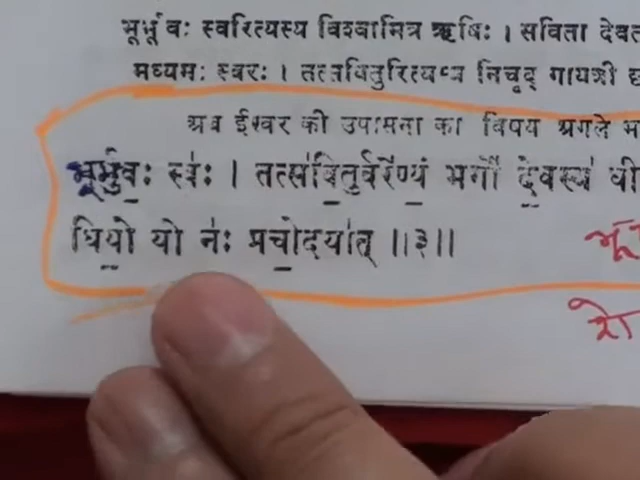 भूर्भुवः स्वरित्यस्य विश्वामित्र ऋषिः । सविता देवत
मध्यमः स्वरः । तत्सवितुरित्यस्य निचृद् गायत्री छ
अब ईश्वर की उपासना का विषय अगले म
भूर्भुवः॒ स्व॑ः । तत्स॑वि॒तुर्वरे॑ण्यं॒ भर्गो॑ दे॒वस्य॑ धी
धियो॒ यो न॑ः प्रचो॒दया॑त् ॥३॥
भू